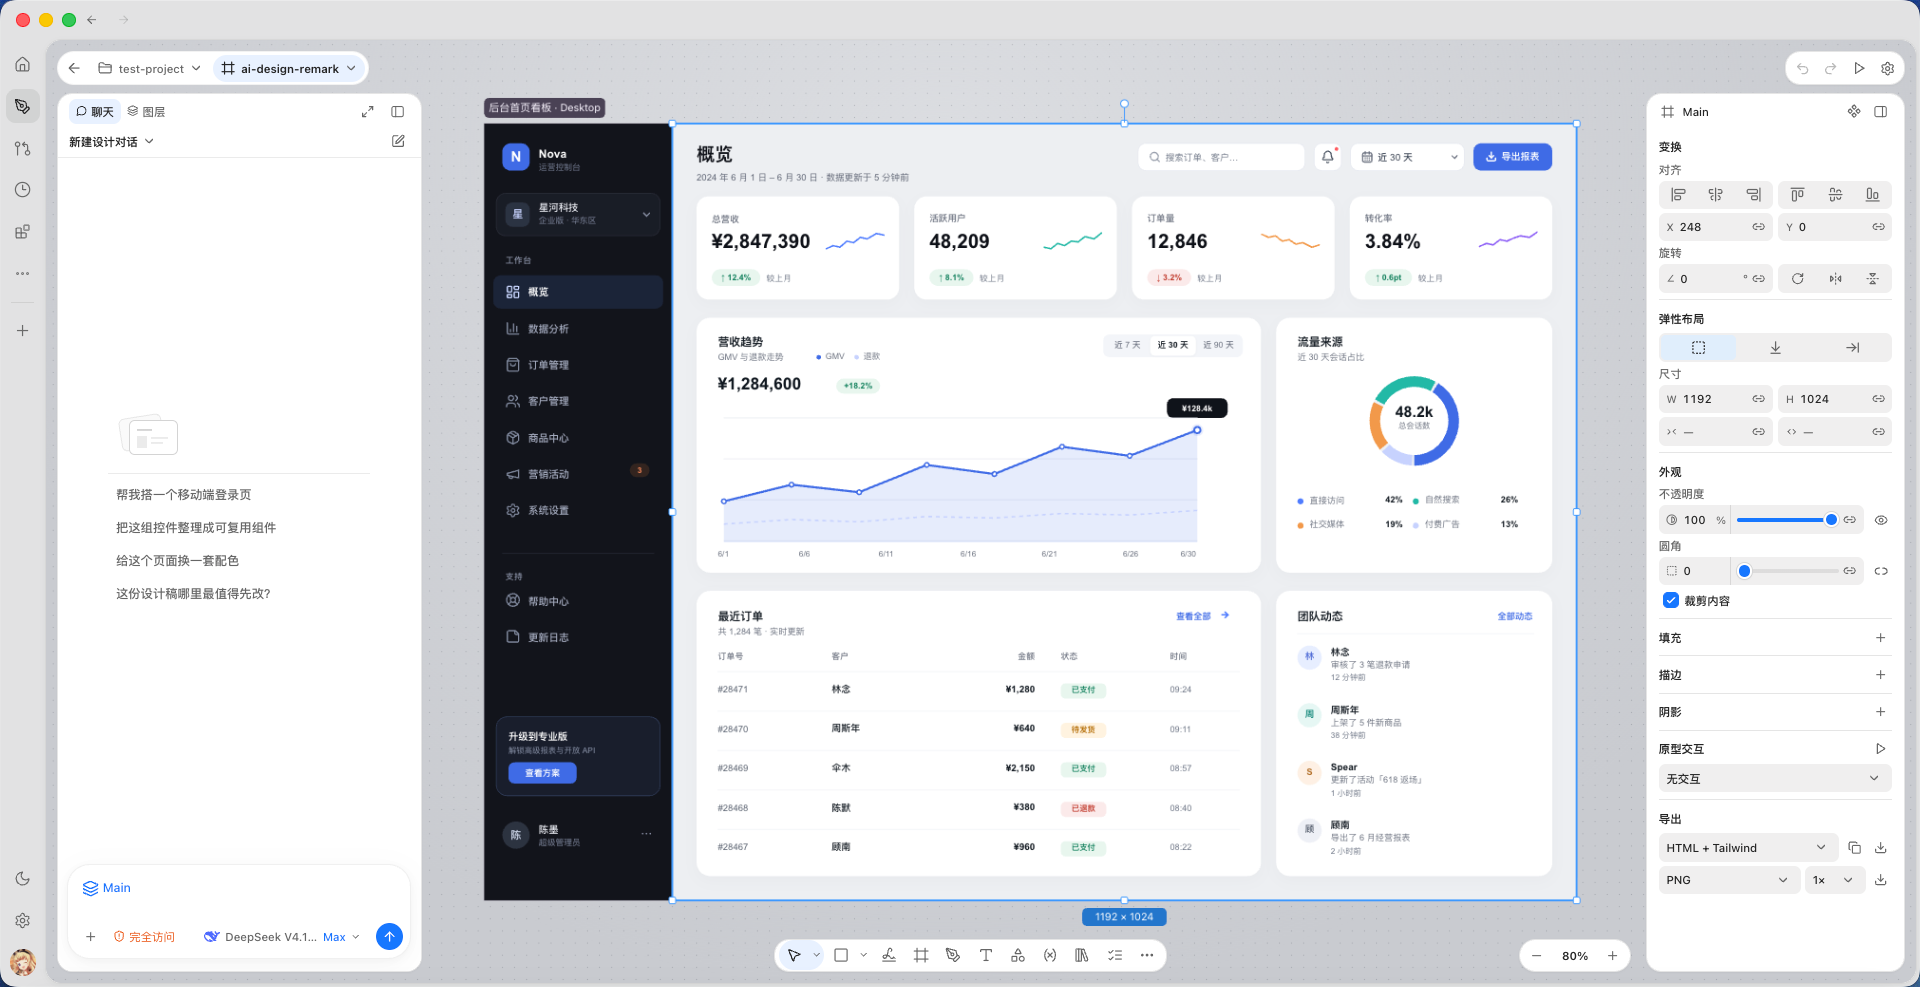 test-project
ai-design-remark
聊天
图层
新建设计对话
帮我搭一个移动端登录页
把这组控件整理成可复用组件
给这个页面换一套配色
这份设计稿哪里最值得先改?
Main
完全访问
DeepSeek V4.1... Max
后台首页看板 · Desktop
N
Nova
运营控制台
星
星河科技
企业版 · 华东区
工作台
概览
数据分析
订单管理
客户管理
商品中心
营销活动
3
系统设置
支持
帮助中心
更新日志
升级到专业版
解锁高级报表与开放 API
查看方案
陈
陈墨
超级管理员
概览
2024 年 6 月 1 日 – 6 月 30 日 · 数据更新于 5 分钟前
搜索订单、客户...
近 30 天
导出报表
总营收
¥2,847,390
↑ 12.4% 较上月
活跃用户
48,209
↑ 8.1% 较上月
订单量
12,846
↓ 3.2% 较上月
转化率
3.84%
↑ 0.6pt 较上月
营收趋势
GMV 与退款走势
GMV 退款
近 7 天 近 30 天 近 90 天
¥1,284,600
+18.2%
¥128.4k
6/1 6/6 6/11 6/16 6/21 6/26 6/30
流量来源
近 30 天会话占比
48.2k
总会话数
直接访问 42% 自然搜索 26%
社交媒体 19% 付费广告 13%
最近订单
共 1,284 笔 · 实时更新
查看全部
订单号 客户 金额 状态 时间
#28471 林念 ¥1,280 已支付 09:24
#28470 周斯年 ¥640 待发货 09:11
#28469 伞木 ¥2,150 已支付 08:57
#28468 陈默 ¥380 已退款 08:40
#28467 顾南 ¥960 已支付 08:22
团队动态
全部动态
林
林念
审核了 3 笔退款申请
12 分钟前
周
周斯年
上架了 5 件新商品
38 分钟前
S
Spear
更新了活动「618 返场」
1 小时前
顾
顾南
导出了 6 月经营报表
2 小时前
1192 × 1024
80%
Main
变换
对齐
X 248
Y 0
旋转
0 °
弹性布局
尺寸
W 1192
H 1024
外观
不透明度
100 %
圆角
0
裁剪内容
填充
描边
阴影
原型交互
无交互
导出
HTML + Tailwind
PNG
1×